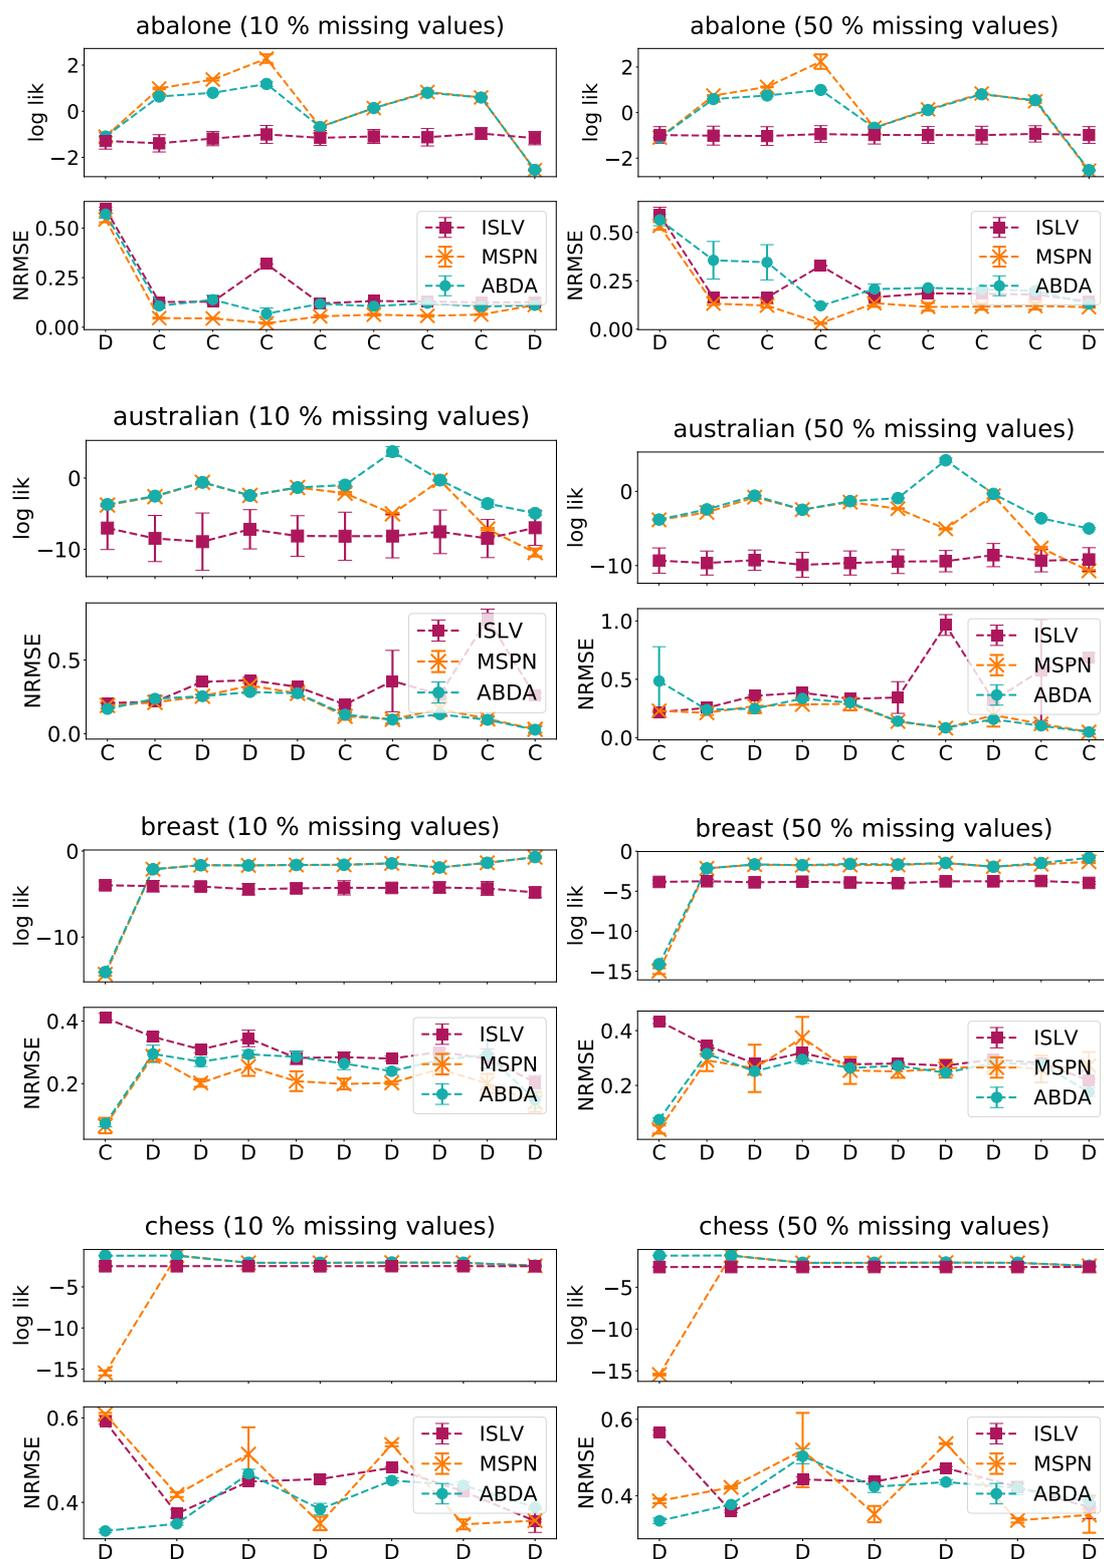 abalone (10 % missing values)
log lik
2
0
−2
NRMSE
0.50
0.25
0.00
ISLV
MSPN
ABDA
D C C C C C C C D
abalone (50 % missing values)
log lik
2
0
−2
NRMSE
0.50
0.25
0.00
ISLV
MSPN
ABDA
D C C C C C C C D
australian (10 % missing values)
log lik
0
−10
NRMSE
0.5
0.0
ISLV
MSPN
ABDA
C C D D D C C D C C
australian (50 % missing values)
log lik
0
−10
NRMSE
1.0
0.5
0.0
ISLV
MSPN
ABDA
C C D D D C C D C C
breast (10 % missing values)
log lik
0
−10
NRMSE
0.4
0.2
ISLV
MSPN
ABDA
C D D D D D D D D D
breast (50 % missing values)
log lik
0
−5
−10
−15
NRMSE
0.4
0.2
ISLV
MSPN
ABDA
C D D D D D D D D D
chess (10 % missing values)
log lik
−5
−10
−15
NRMSE
0.6
0.4
ISLV
MSPN
ABDA
D D D D D D D
chess (50 % missing values)
log lik
−5
−10
−15
NRMSE
0.6
0.4
ISLV
MSPN
ABDA
D D D D D D D